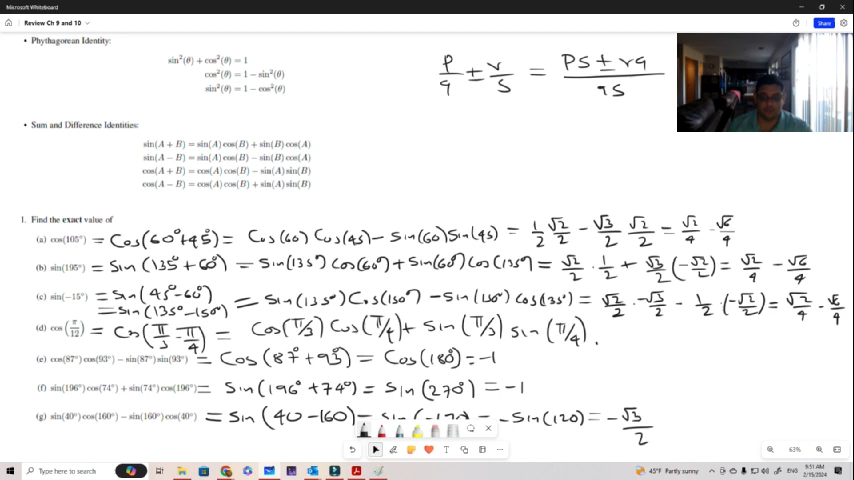 Microsoft Whiteboard
Review Ch 9 and 10
Share
• Phythagorean Identity:
sin²(θ) + cos²(θ) = 1
cos²(θ) = 1 − sin²(θ)
sin²(θ) = 1 − cos²(θ)
p/q ± r/s = (ps ± rq)/qs
• Sum and Difference Identities:
sin(A + B) = sin(A) cos(B) + sin(B) cos(A)
sin(A − B) = sin(A) cos(B) − sin(B) cos(A)
cos(A + B) = cos(A) cos(B) − sin(A) sin(B)
cos(A − B) = cos(A) cos(B) + sin(A) sin(B)
1. Find the exact value of
(a) cos(105°) = Cos(60°+45°) = Cos(60) Cos(45) − Sin(60) Sin(45) = 1/2 √2/2 − √3/2 √2/2 = √2/4 − √6/4
(b) sin(195°) = Sin(135° + 60°) = Sin(135°) Cos(60°) + Sin(60°) Cos(135°) = √2/2 · 1/2 + √3/2 (−√2/2) = √2/4 − √6/4
(c) sin(−15°) = Sin(45° − 60°)
= Sin(135° − 150°) = Sin(135°) Cos(150°) − Sin(150°) Cos(135°) = √2/2 · −√3/2 − 1/2 · (−√2/2) = √2/4 − √6/4
(d) cos(π/12) = Cos(π/3 − π/4) = Cos(π/3) Cos(π/4) + Sin(π/3) Sin(π/4).
(e) cos(87°) cos(93°) − sin(87°) sin(93°) = Cos(87° + 93°) = Cos(180°) = −1
(f) sin(196°) cos(74°) + sin(74°) cos(196°) = Sin(196° + 74°) = Sin(270°) = −1
(g) sin(40°) cos(160°) − sin(160°) cos(40°) = Sin(40 − 160) = Sin(−120) = −Sin(120) = −√3/2
63%
Type here to search
45°F Partly sunny
ENG
9:51 AM
2/15/2024